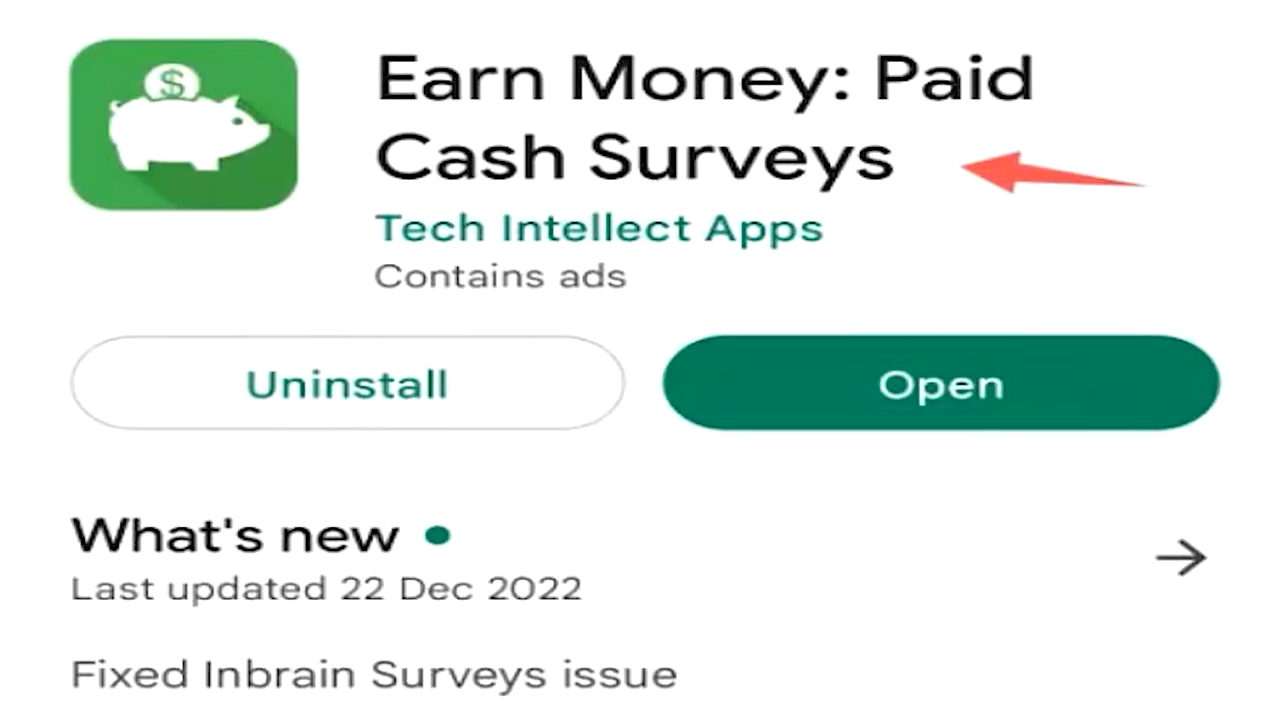 $
Earn Money: Paid
Cash Surveys
Tech Intellect Apps
Contains ads
Uninstall
Open
What's new
Last updated 22 Dec 2022
Fixed Inbrain Surveys issue